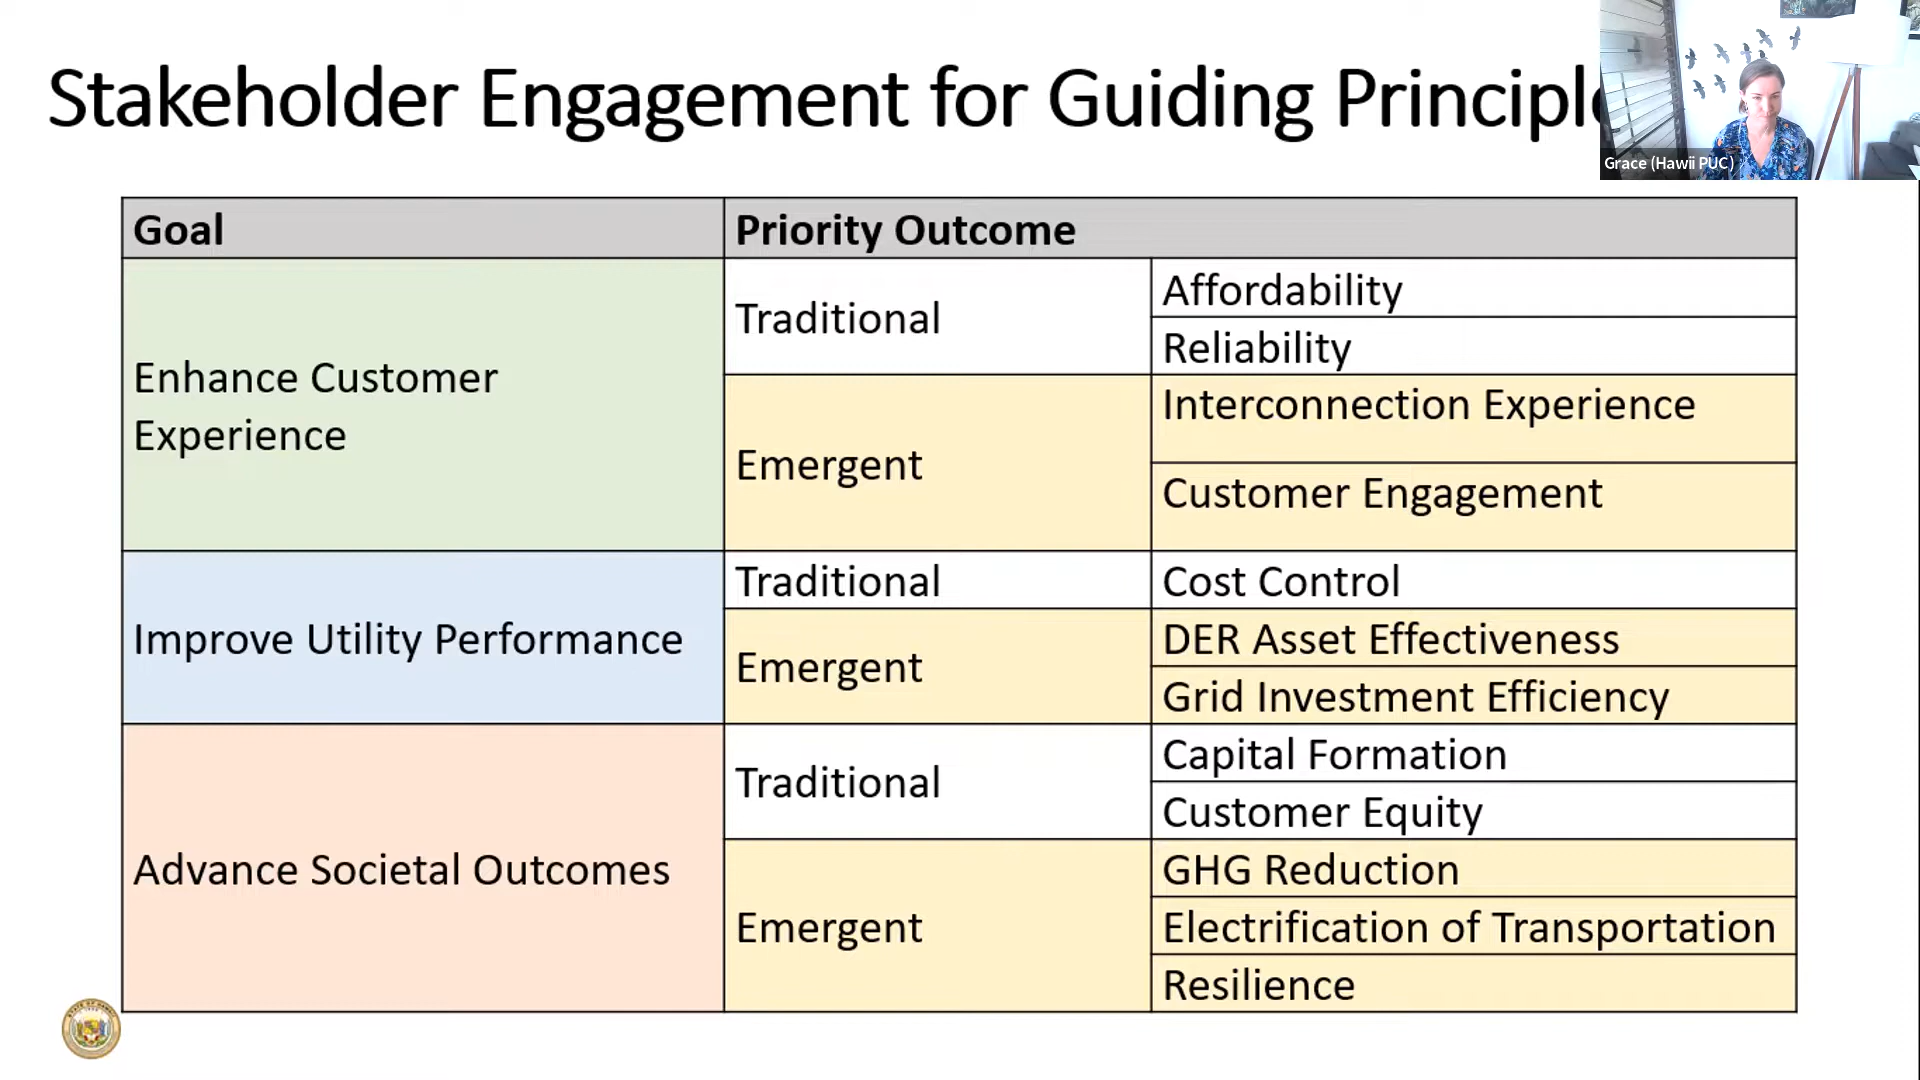 Stakeholder Engagement for Guiding Principle
Grace (Hawii PUC)
Goal
Priority Outcome
Enhance Customer
Experience
Traditional
Affordability
Reliability
Emergent
Interconnection Experience
Customer Engagement
Improve Utility Performance
Traditional
Cost Control
Emergent
DER Asset Effectiveness
Grid Investment Efficiency
Advance Societal Outcomes
Traditional
Capital Formation
Customer Equity
Emergent
GHG Reduction
Electrification of Transportation
Resilience